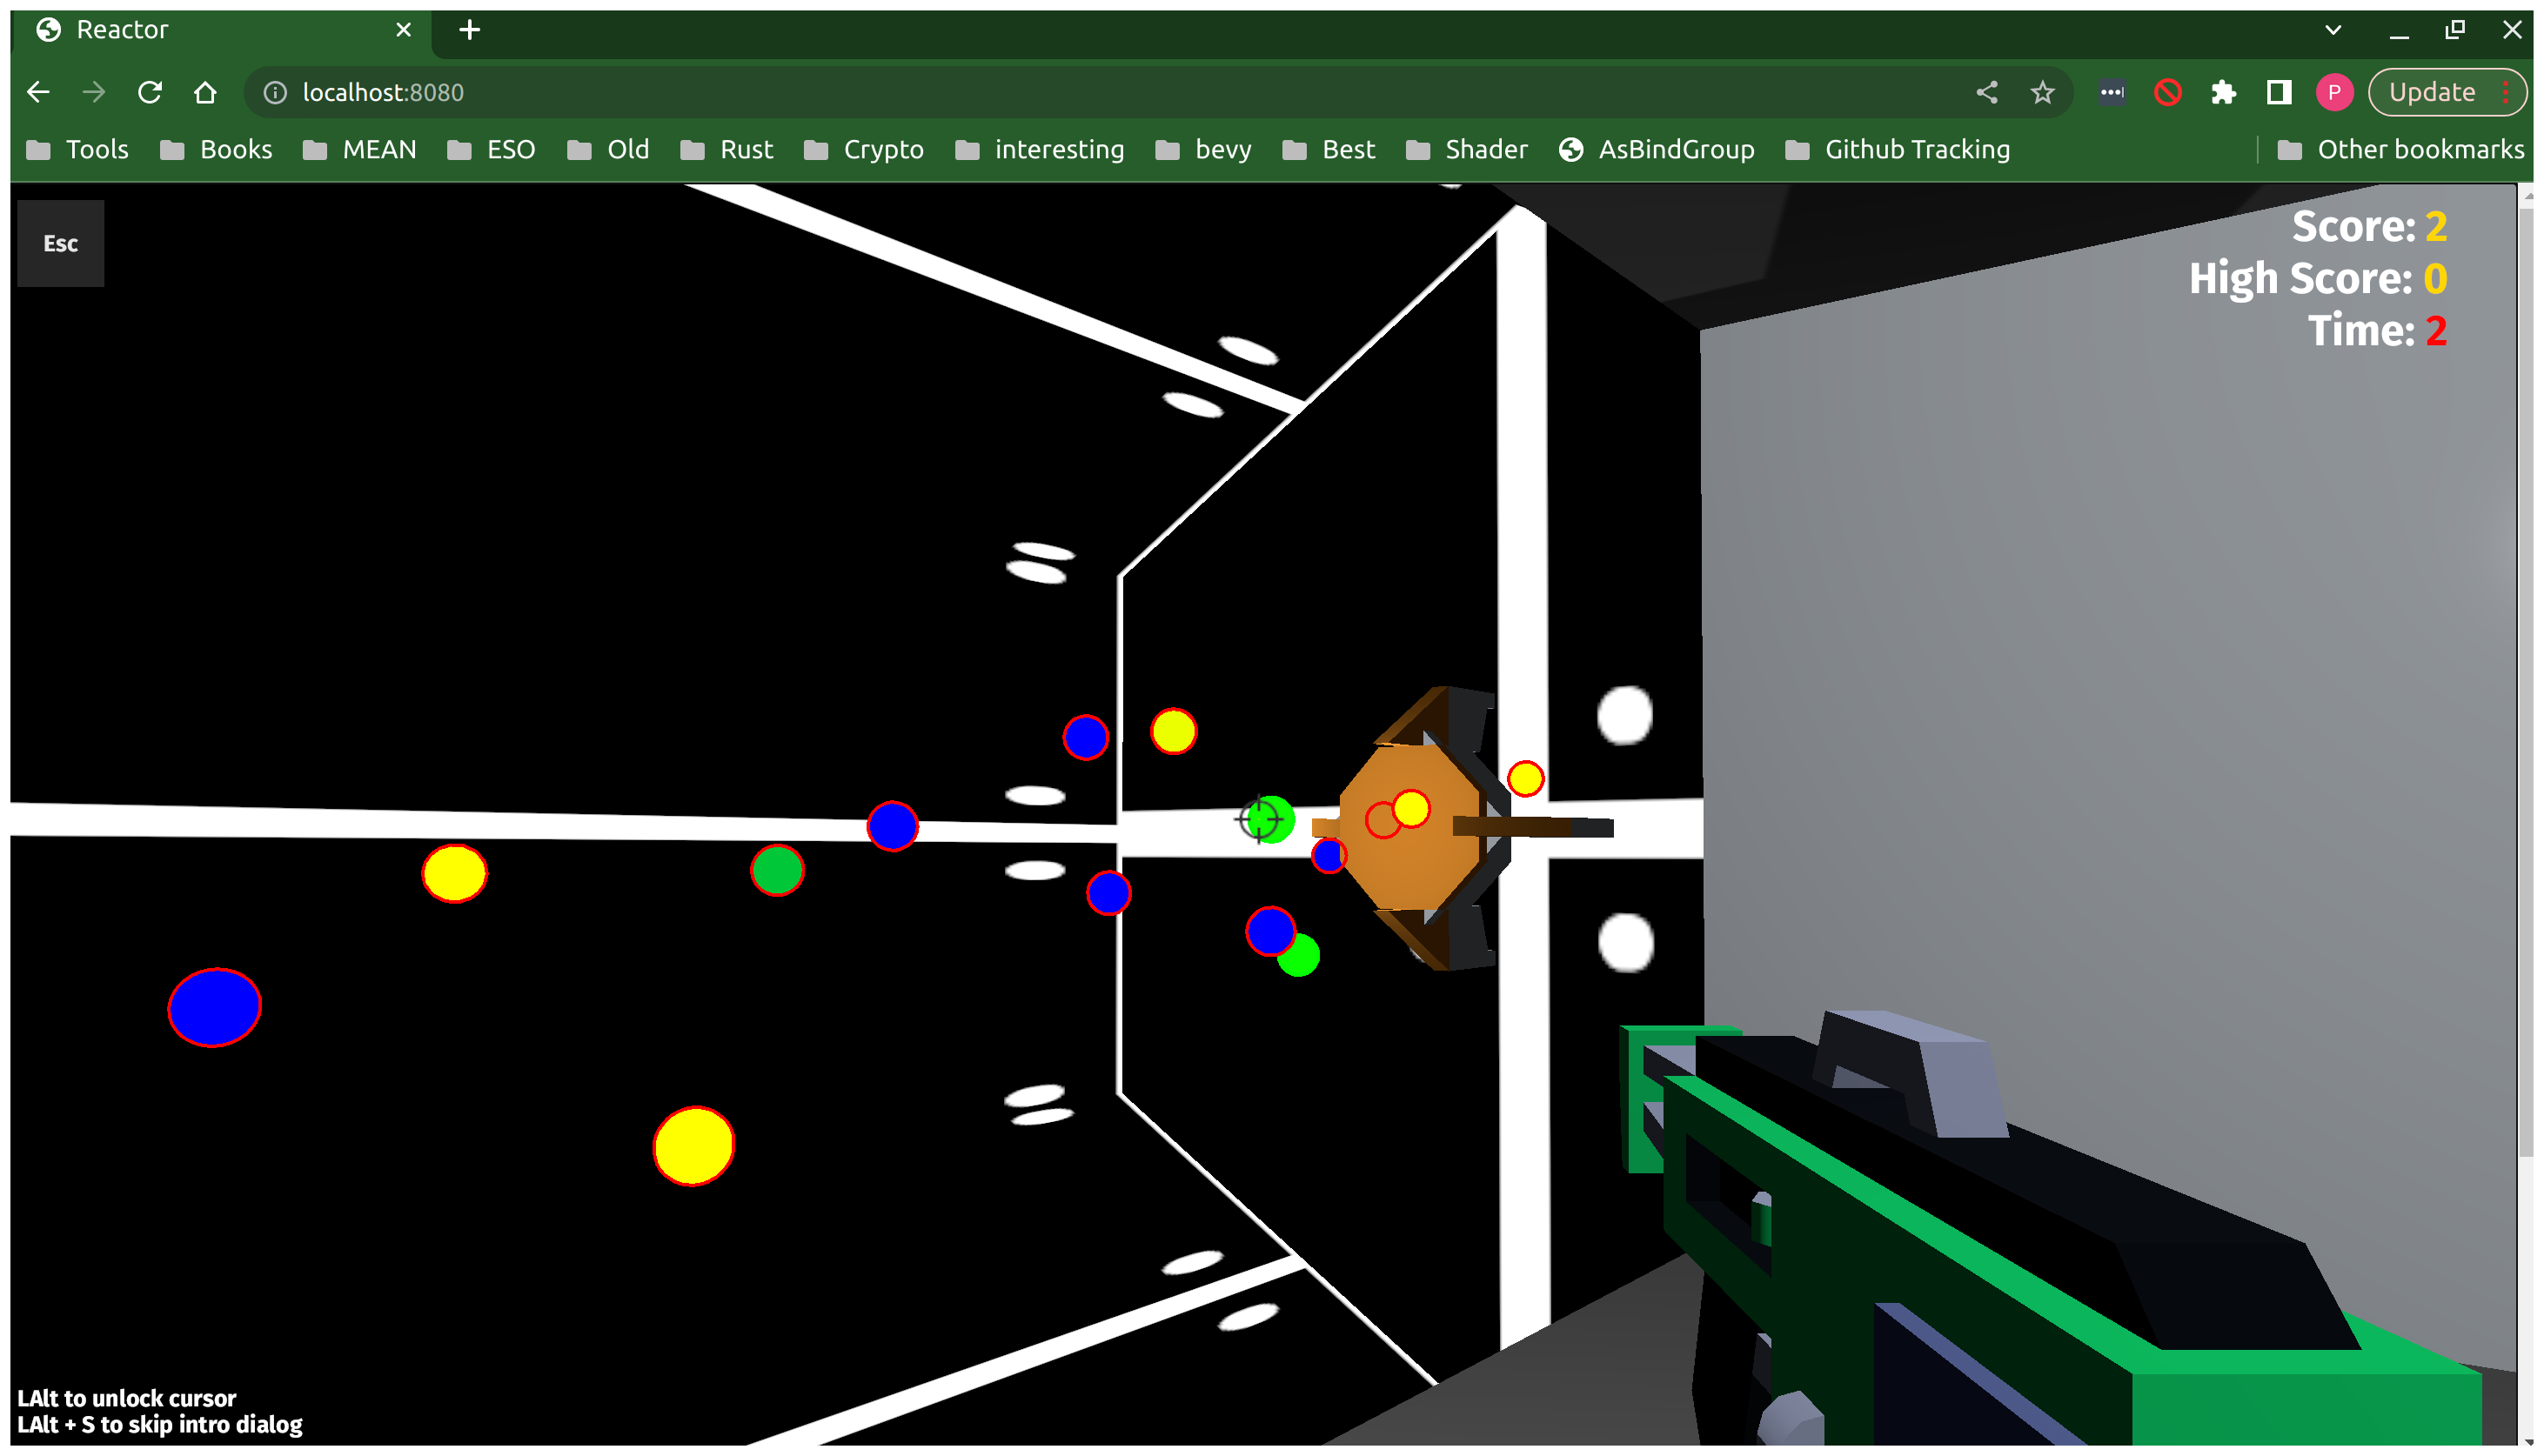 Reactor
localhost:8080
P
Update
Tools Books MEAN ESO Old Rust Crypto interesting bevy Best Shader AsBindGroup Github Tracking Other bookmarks
Esc
Score: 2
High Score: 0
Time: 2
LAlt to unlock cursor
LAlt + S to skip intro dialog